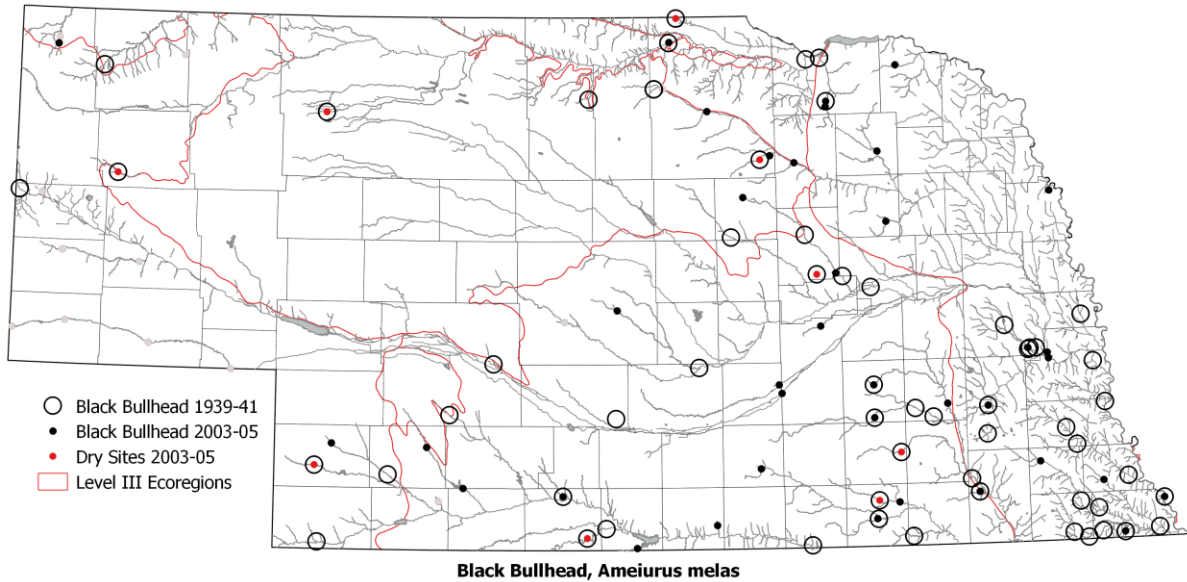 Black Bullhead 1939-41
Black Bullhead 2003-05
Dry Sites 2003-05
Level III Ecoregions
Black Bullhead, Ameiurus melas